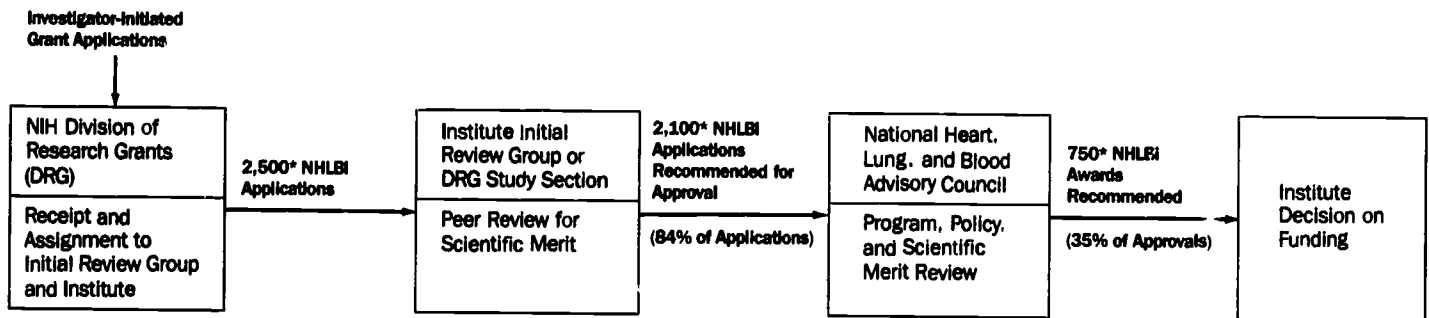 Investigator-Initiated
Grant Applications
NIH Division of
Research Grants
(DRG)
Receipt and
Assignment to
Initial Review Group
and Institute
2,500* NHLBI
Applications
Institute Initial
Review Group or
DRG Study Section
Peer Review for
Scientific Merit
2,100* NHLBI
Applications
Recommended for
Approval
(84% of Applications)
National Heart,
Lung, and Blood
Advisory Council
Program, Policy,
and Scientific
Merit Review
750* NHLBI
Awards
Recommended
(35% of Approvals)
Institute
Decision on
Funding